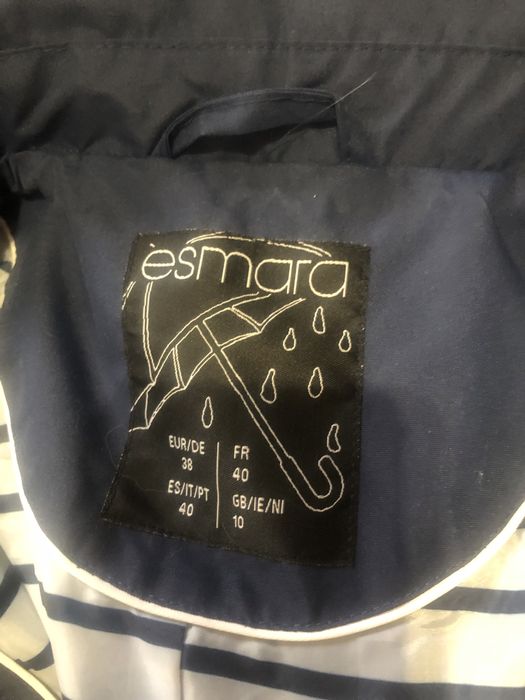 esmara
EUR/DE
38
FR
40
ES/IT/PT
40
GB/IE/NI
10